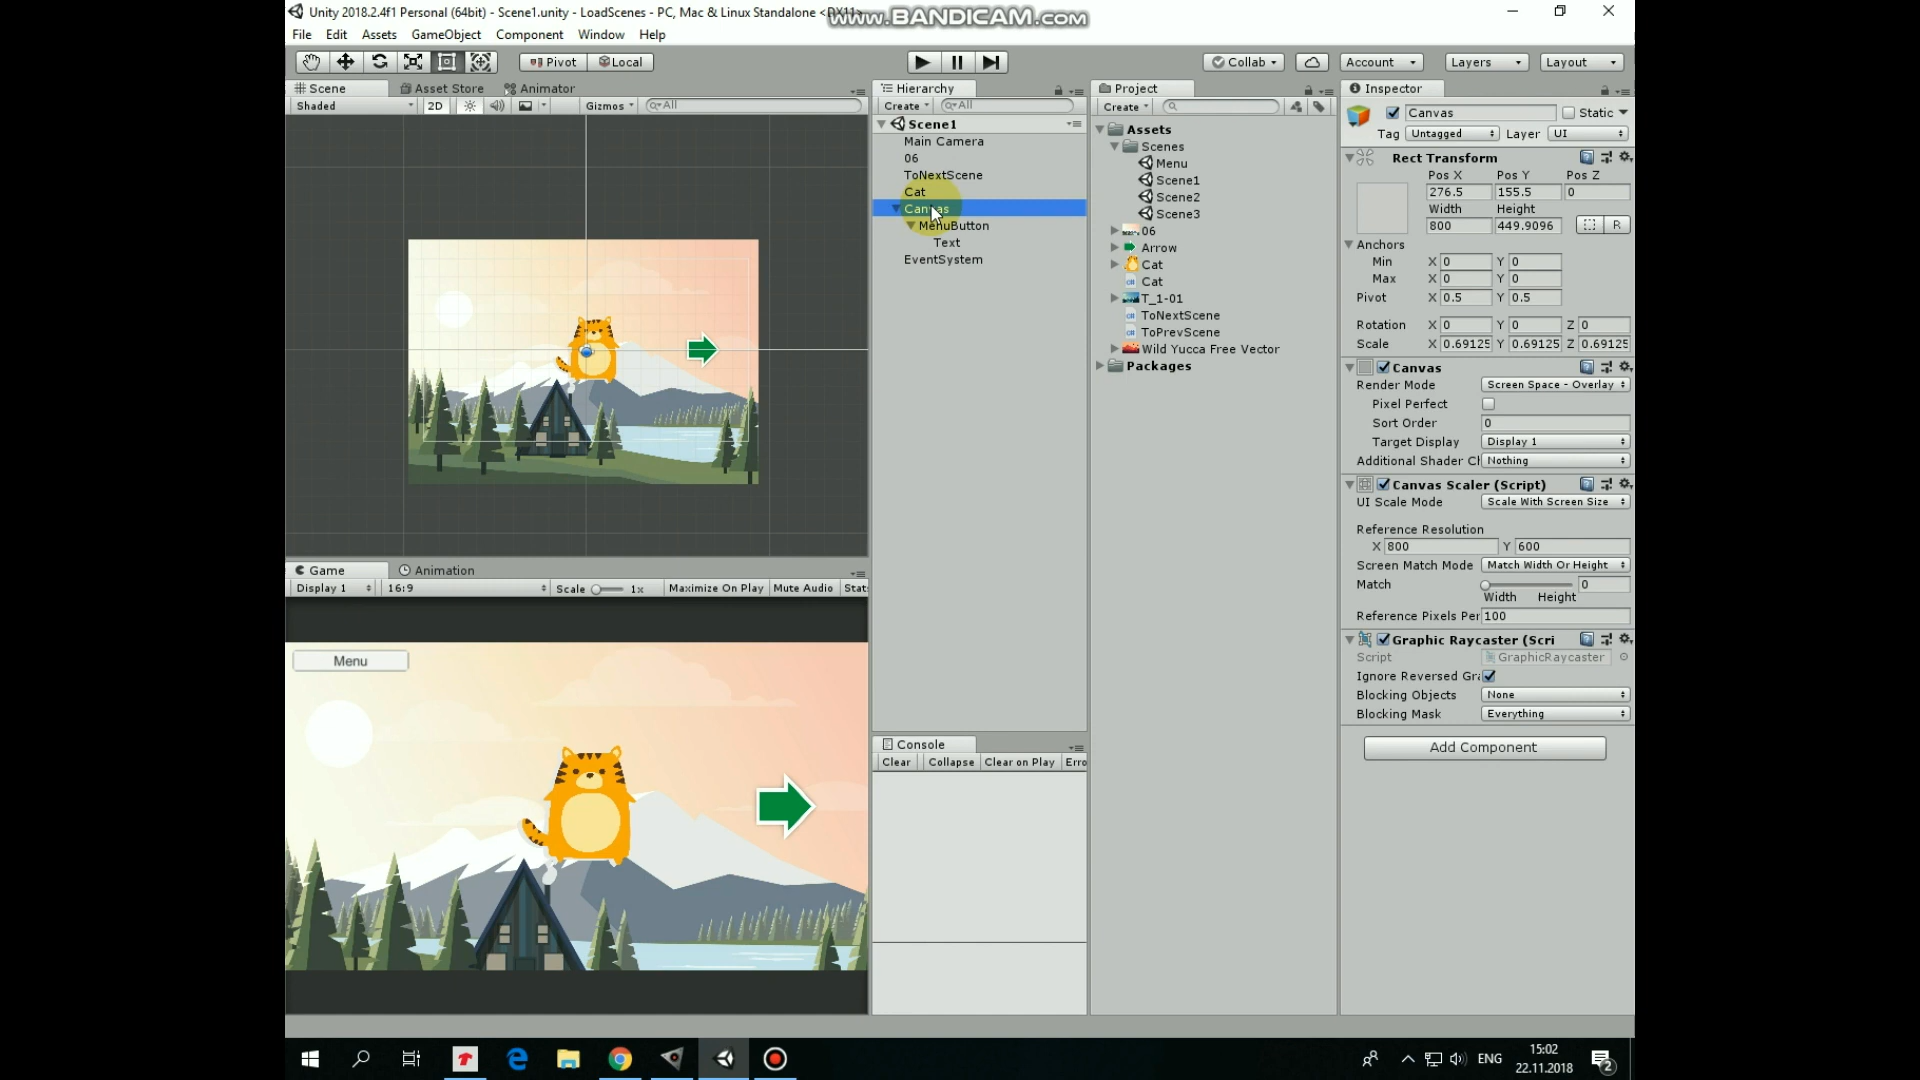 Unity 2018.2.4f1 Personal (64bit) - Scene1.unity - LoadScenes - PC, Mac & Linux Standalone <DX11>
www.BANDICAM.com
File Edit Assets GameObject Component Window Help
Pivot Local Collab Account Layers Layout
Scene Asset Store Animator
Shaded 2D Gizmos All
Hierarchy
Create All
Scene1
Main Camera
06
ToNextScene
Cat
Canvas
MenuButton
Text
EventSystem
Project
Create
Assets
Scenes
Menu
Scene1
Scene2
Scene3
06
Arrow
Cat
Cat
T_1-01
ToNextScene
ToPrevScene
Wild Yucca Free Vector
Packages
Inspector
Canvas Static
Tag Untagged Layer UI
Rect Transform
Pos X Pos Y Pos Z
276.5 155.5 0
Width Height
800 449.9096
R
Anchors
Min X 0 Y 0
Max X 0 Y 0
Pivot X 0.5 Y 0.5
Rotation X 0 Y 0 Z 0
Scale X 0.69125 Y 0.69125 Z 0.69125
Canvas
Render Mode Screen Space - Overlay
Pixel Perfect
Sort Order 0
Target Display Display 1
Additional Shader Cl Nothing
Canvas Scaler (Script)
UI Scale Mode Scale With Screen Size
Reference Resolution
X 800 Y 600
Screen Match Mode Match Width Or Height
Match 0
Width Height
Reference Pixels Per 100
Graphic Raycaster (Scri
Script GraphicRaycaster
Ignore Reversed Gra
Blocking Objects None
Blocking Mask Everything
Add Component
Game Animation
Display 1 16:9 Scale 1x Maximize On Play Mute Audio Stat
Menu
Console
Clear Collapse Clear on Play Erro
ENG
15:02
22.11.2018
2